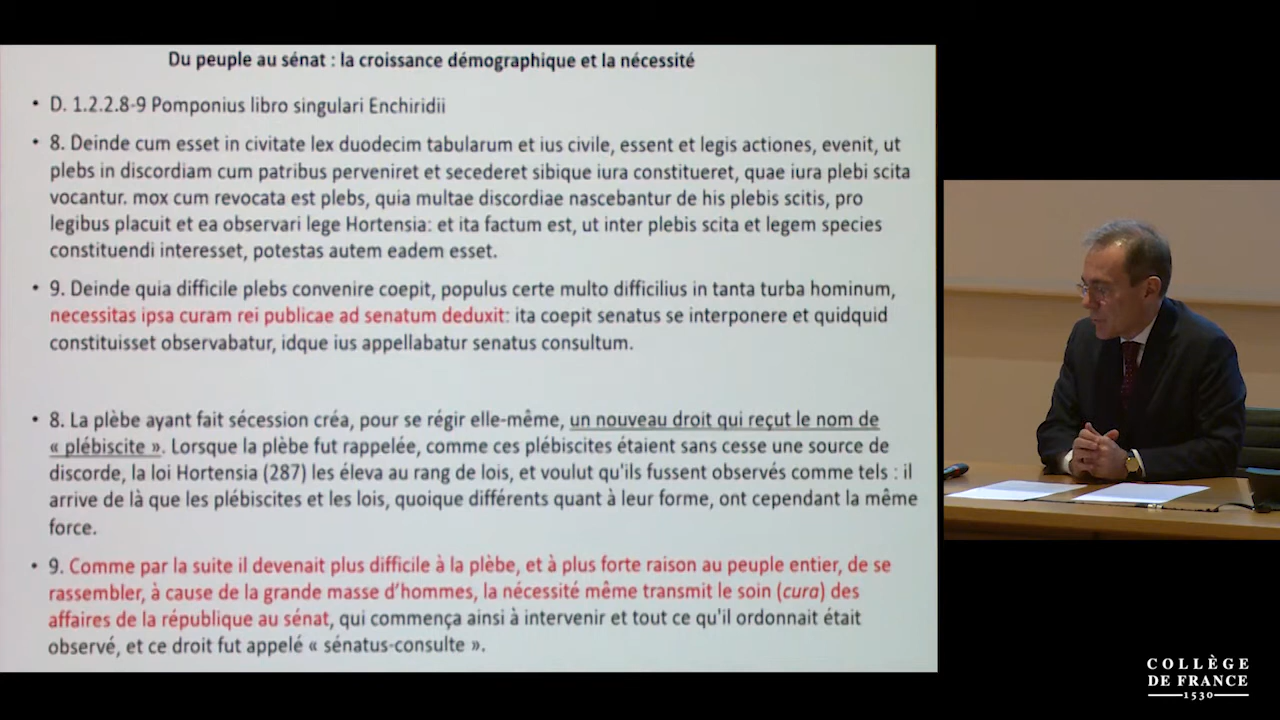 Du peuple au sénat : la croissance démographique et la nécessité
• D. 1.2.2.8-9 Pomponius libro singulari Enchiridii
• 8. Deinde cum esset in civitate lex duodecim tabularum et ius civile, essent et legis actiones, evenit, ut
plebs in discordiam cum patribus perveniret et secederet sibique iura constitueret, quae iura plebi scita
vocantur. mox cum revocata est plebs, quia multae discordiae nascebantur de his plebis scitis, pro
legibus placuit et ea observari lege Hortensia: et ita factum est, ut inter plebis scita et legem species
constituendi interesset, potestas autem eadem esset.
• 9. Deinde quia difficile plebs convenire coepit, populus certe multo difficilius in tanta turba hominum,
necessitas ipsa curam rei publicae ad senatum deduxit: ita coepit senatus se interponere et quidquid
constituisset observabatur, idque ius appellabatur senatus consultum.
• 8. La plèbe ayant fait sécession créa, pour se régir elle-même, un nouveau droit qui reçut le nom de
« plébiscite ». Lorsque la plèbe fut rappelée, comme ces plébiscites étaient sans cesse une source de
discorde, la loi Hortensia (287) les éleva au rang de lois, et voulut qu'ils fussent observés comme tels : il
arrive de là que les plébiscites et les lois, quoique différents quant à leur forme, ont cependant la même
force.
• 9. Comme par la suite il devenait plus difficile à la plèbe, et à plus forte raison au peuple entier, de se
rassembler, à cause de la grande masse d’hommes, la nécessité même transmit le soin (cura) des
affaires de la république au sénat, qui commença ainsi à intervenir et tout ce qu'il ordonnait était
observé, et ce droit fut appelé « sénatus-consulte ».
COLLÈGE
DE FRANCE
1530